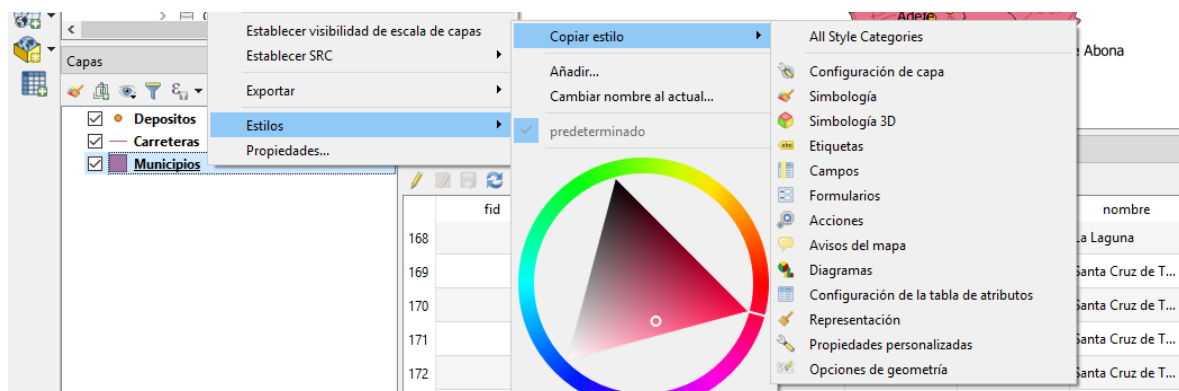 Adeje
Abona
Capas
Depositos
Carreteras
Municipios
Establecer visibilidad de escala de capas
Establecer SRC
Exportar
Estilos
Propiedades...
Copiar estilo
Añadir...
Cambiar nombre al actual...
predeterminado
All Style Categories
Configuración de capa
Simbología
Simbología 3D
abc Etiquetas
Campos
Formularios
Acciones
Avisos del mapa
Diagramas
Configuración de la tabla de atributos
Representación
Propiedades personalizadas
Opciones de geometría
fid
nombre
168
La Laguna
169
Santa Cruz de T...
170
Santa Cruz de T...
171
Santa Cruz de T...
172
Santa Cruz de T...